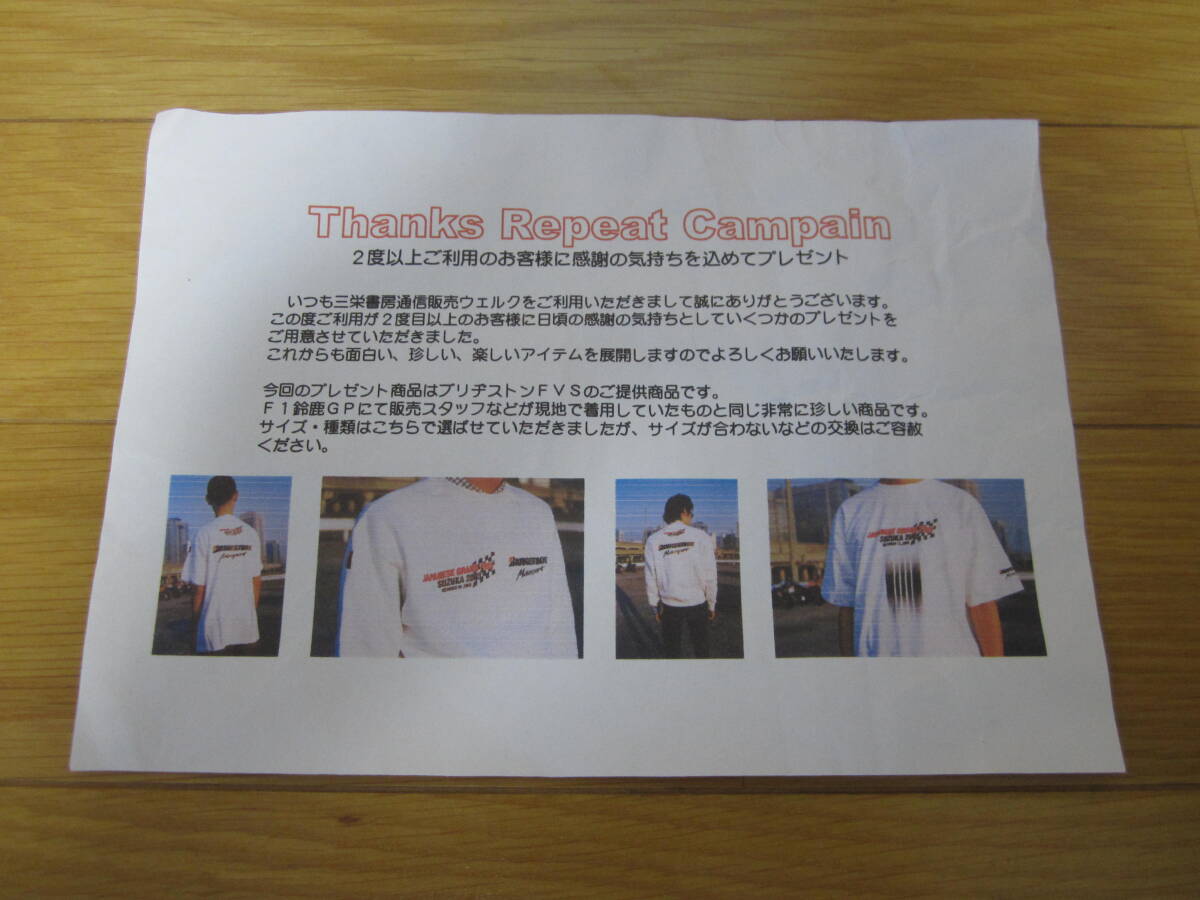 Thanks Repeat Campain
２度以上ご利用のお客様に感謝の気持ちを込めてプレゼント
いつも三栄書房通信販売ウェルクをご利用いただきまして誠にありがとうございます。
この度ご利用が２度目以上のお客様に日頃の感謝の気持ちとしていくつかのプレゼントを
ご用意させていただきました。
これからも面白い、珍しい、楽しいアイテムを展開しますのでよろしくお願いいたします。
今回のプレゼント商品はブリヂストンＦＶＳのご提供商品です。
Ｆ１鈴鹿ＧＰにて販売スタッフなどが現地で着用していたものと同じ非常に珍しい商品です。
サイズ・種類はこちらで選ばせていただきましたが、サイズが合わないなどの交換はご容赦
ください。
BRIDGESTONE
Motorsport
JAPANESE GRAND
SUZUKA
BRIDGESTONE
Motorsport
BRIDGESTONE
Motorsport
JAPANESE GRAND
SUZUKA